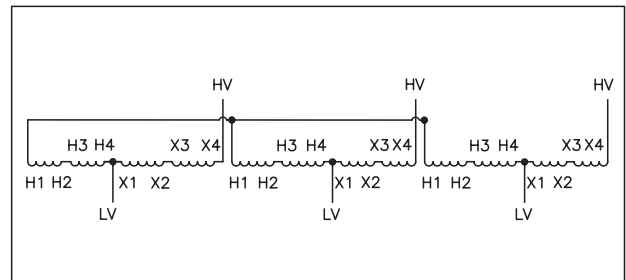 HV HV HV
H3 H4 X3 X4 H3 H4 X3 X4 H3 H4 X3 X4
H1 H2 X1 X2 H1 H2 X1 X2 H1 H2 X1 X2
LV LV LV